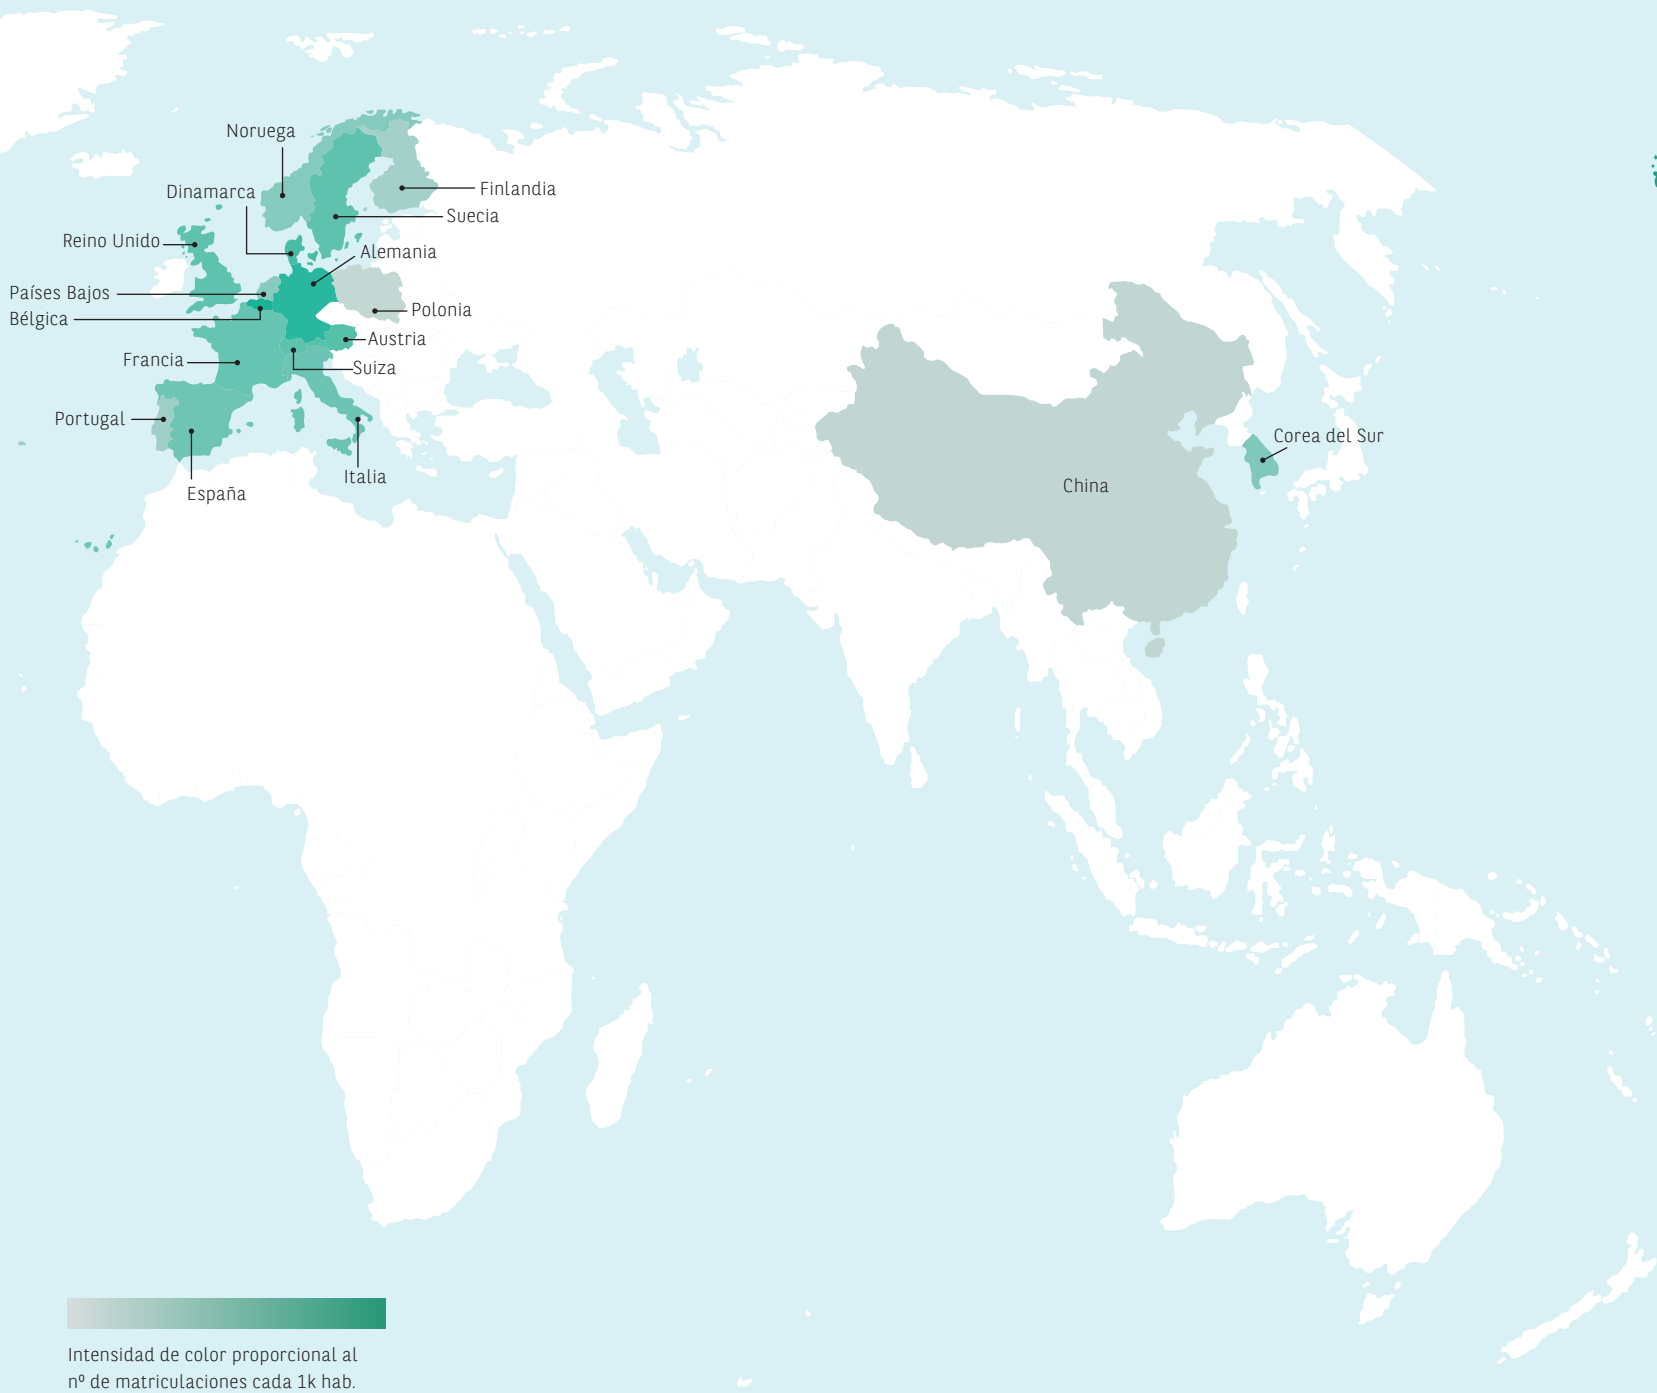 Noruega
Dinamarca
Finlandia
Suecia
Reino Unido
Alemania
Países Bajos
Polonia
Bélgica
Austria
Francia
Suiza
Portugal
Corea del Sur
Italia
China
España
Intensidad de color proporcional al
nº de matriculaciones cada 1k hab.